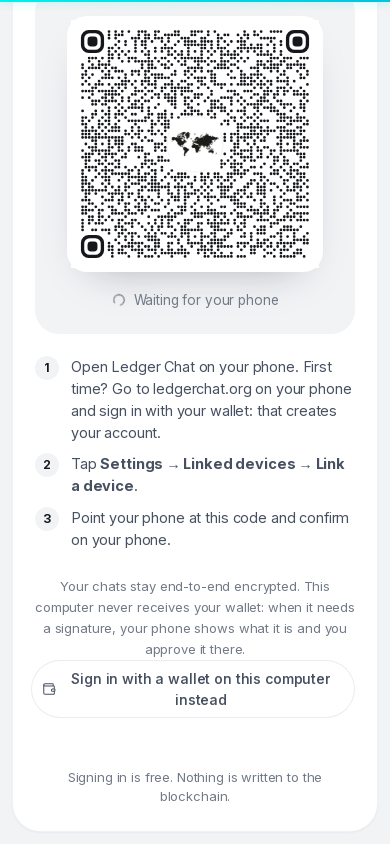 Waiting for your phone
1 Open Ledger Chat on your phone. First
time? Go to ledgerchat.org on your phone
and sign in with your wallet: that creates
your account.
2 Tap Settings → Linked devices → Link
a device.
3 Point your phone at this code and confirm
on your phone.
Your chats stay end-to-end encrypted. This
computer never receives your wallet: when it needs
a signature, your phone shows what it is and you
approve it there.
Sign in with a wallet on this computer
instead
Signing in is free. Nothing is written to the
blockchain.